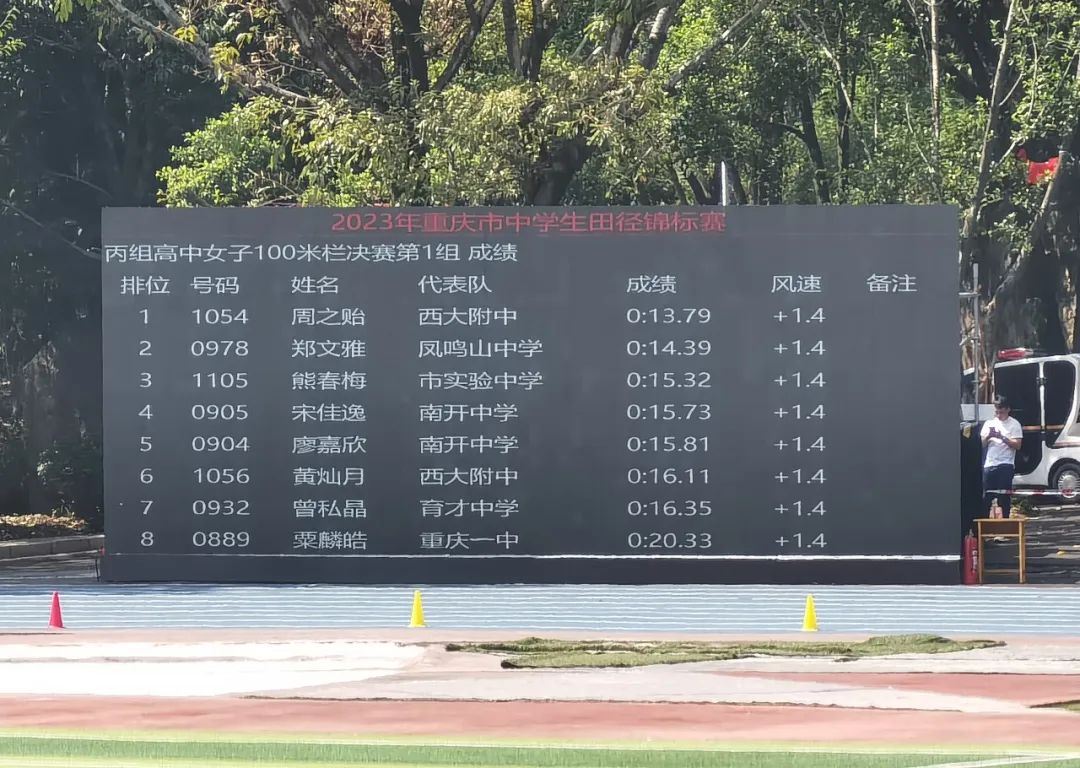 2023年重庆市中学生田径锦标赛
丙组高中女子100米栏决赛第1组 成绩
排位 号码 姓名 代表队 成绩 风速 备注
1 1054 周之贻 西大附中 0:13.79 +1.4
2 0978 郑文雅 凤鸣山中学 0:14.39 +1.4
3 1105 熊春梅 市实验中学 0:15.32 +1.4
4 0905 宋佳逸 南开中学 0:15.73 +1.4
5 0904 廖嘉欣 南开中学 0:15.81 +1.4
6 1056 黄灿月 西大附中 0:16.11 +1.4
7 0932 曾私晶 育才中学 0:16.35 +1.4
8 0889 粟麟皓 重庆一中 0:20.33 +1.4